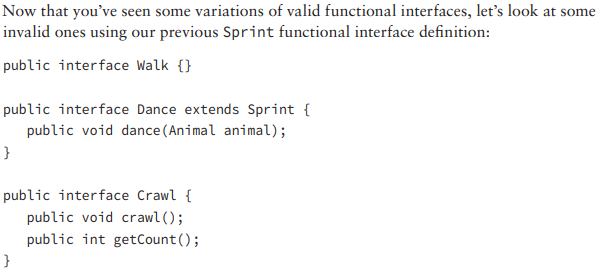 Now that you’ve seen some variations of valid functional interfaces, let’s look at some
invalid ones using our previous Sprint functional interface definition:
public interface Walk {}
public interface Dance extends Sprint {
   public void dance(Animal animal);
}
public interface Crawl {
   public void crawl();
   public int getCount();
}